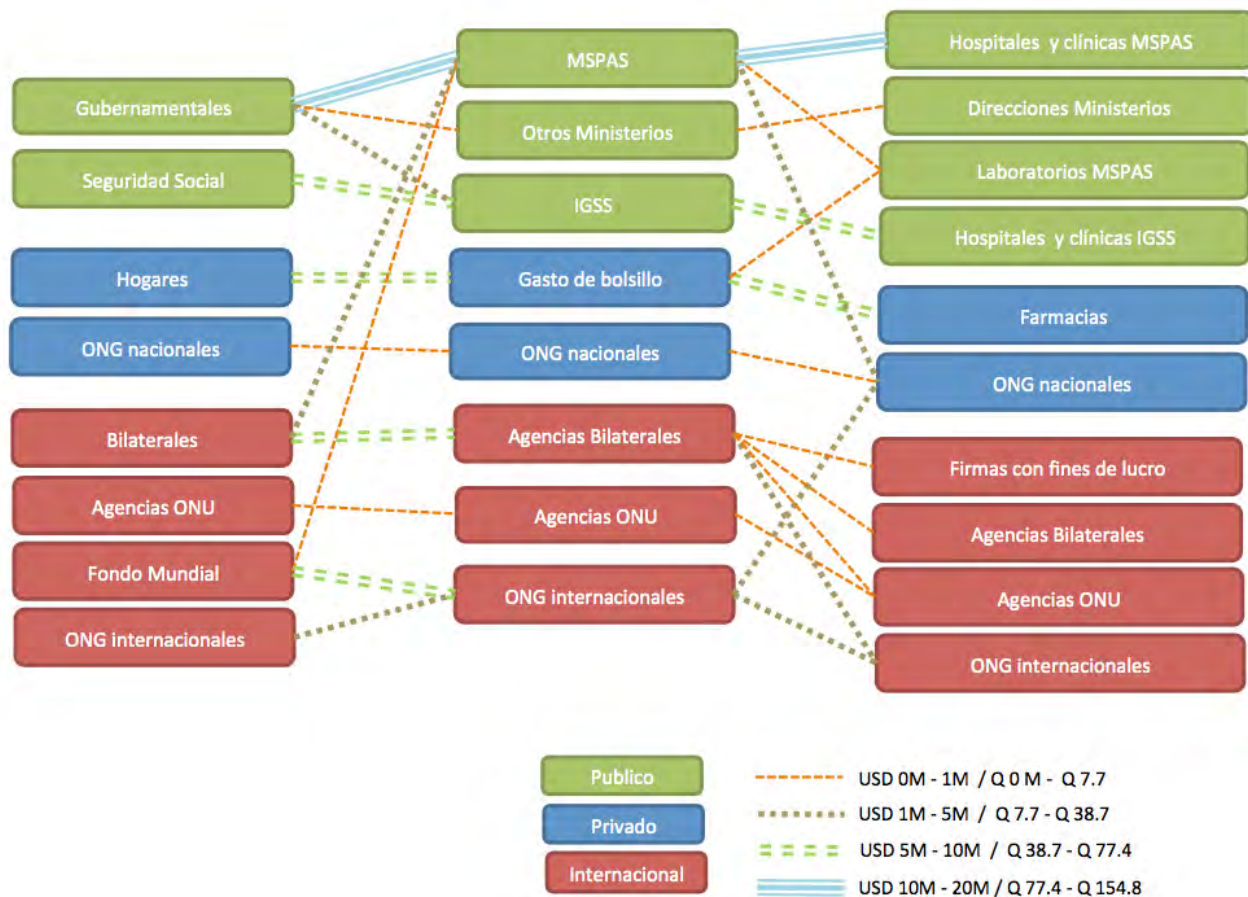 Gubernamentales
Seguridad Social
Hogares
ONG nacionales
Bilaterales
Agencias ONU
Fondo Mundial
ONG internacionales
MSPAS
Otros Ministerios
IGSS
Gasto de bolsillo
ONG nacionales
Agencias Bilaterales
Agencias ONU
ONG internacionales
Hospitales y clínicas MSPAS
Direcciones Ministerios
Laboratorios MSPAS
Hospitales y clínicas IGSS
Farmacias
ONG nacionales
Firmas con fines de lucro
Agencias Bilaterales
Agencias ONU
ONG internacionales
Publico
Privado
Internacional
USD 0M - 1M / Q 0 M - Q 7.7
USD 1M - 5M / Q 7.7 - Q 38.7
USD 5M - 10M / Q 38.7 - Q 77.4
USD 10M - 20M / Q 77.4 - Q 154.8